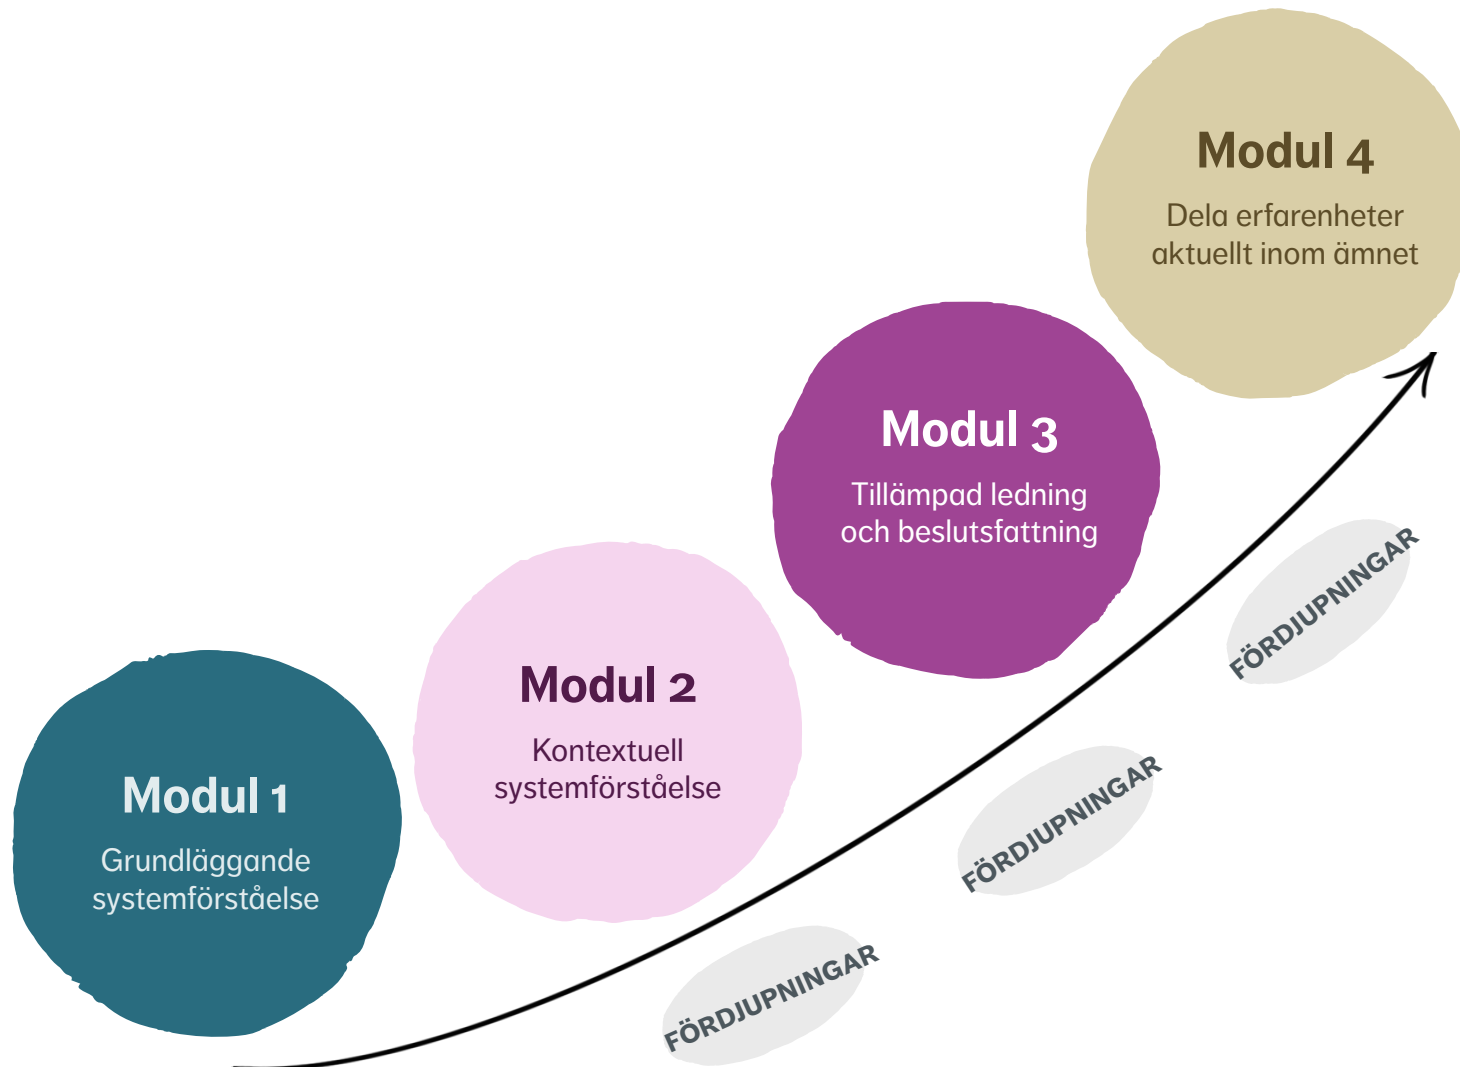 Modul 1
Grundläggande
systemförståelse
Modul 2
Kontextuell
systemförståelse
Modul 3
Tillämpad ledning
och beslutsfattning
Modul 4
Dela erfarenheter
aktuellt inom ämnet
FÖRDJUPNINGAR
FÖRDJUPNINGAR
FÖRDJUPNINGAR